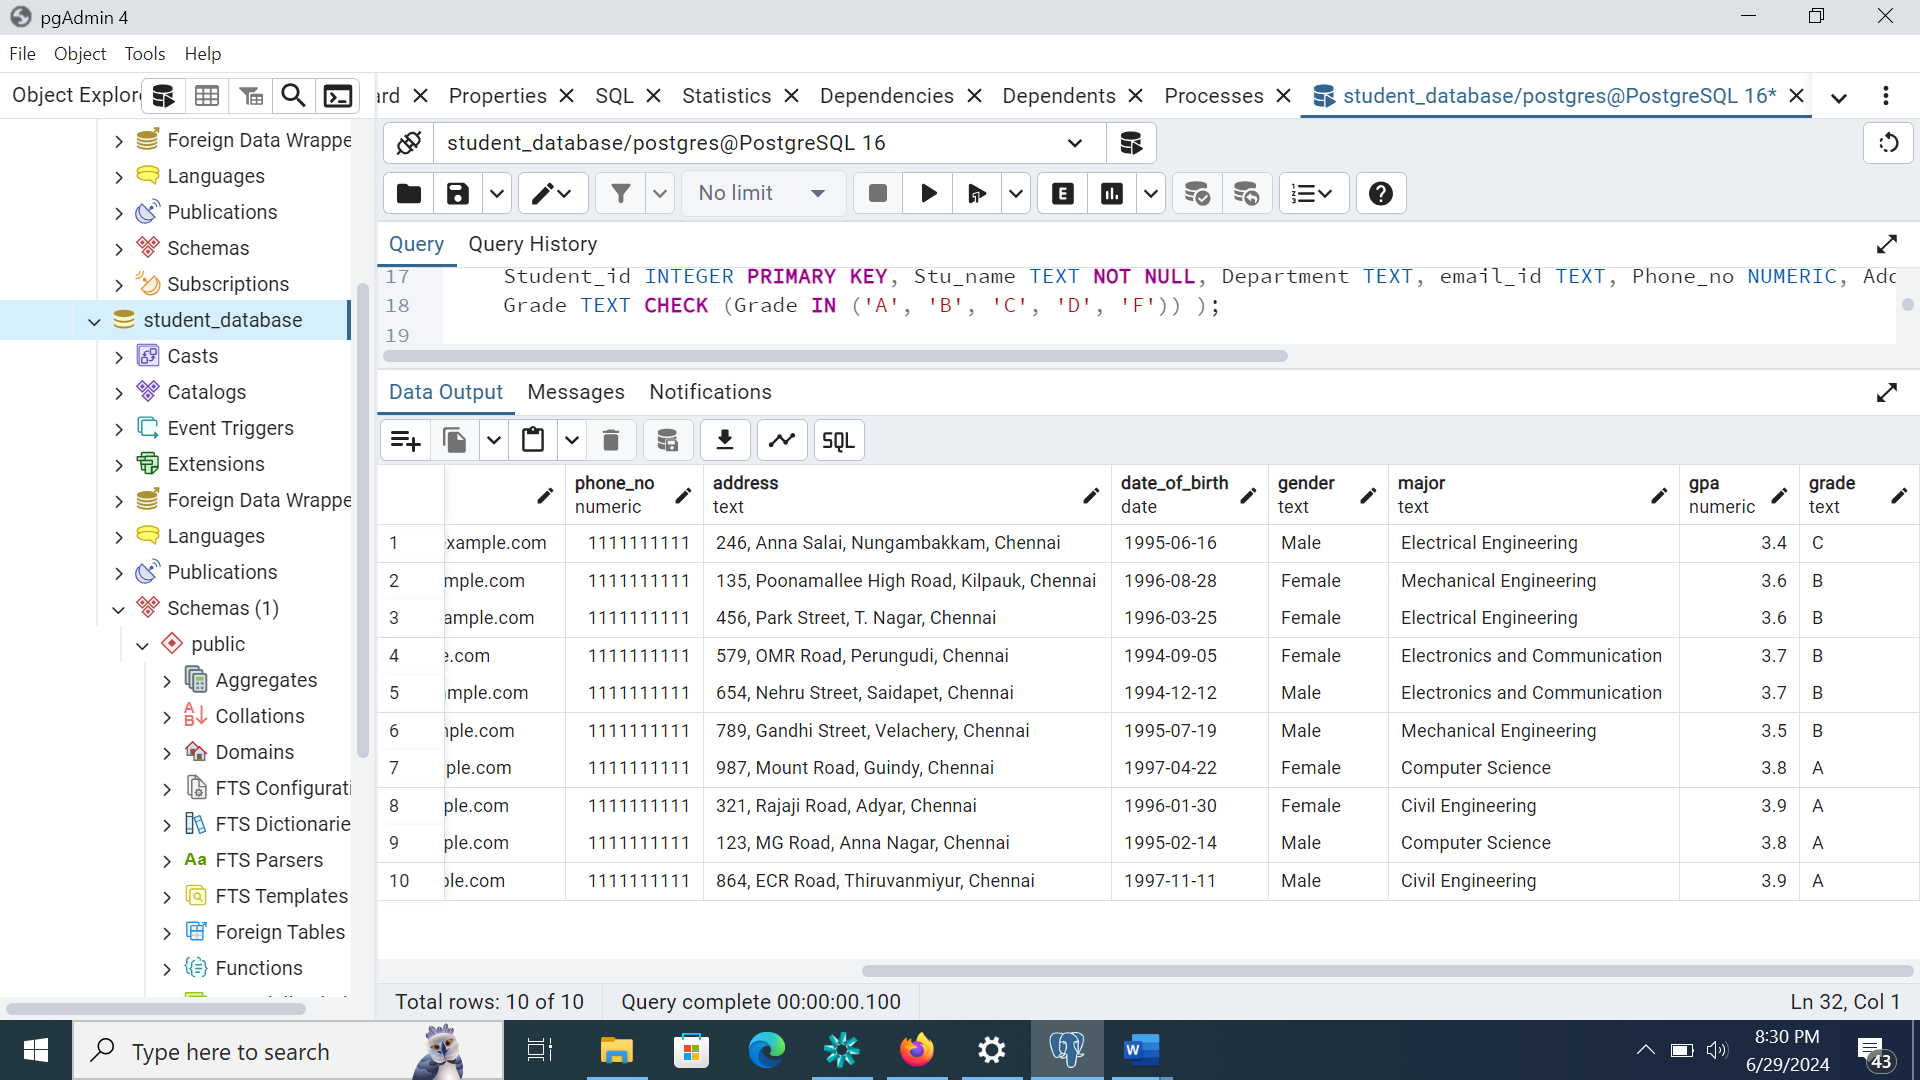 pgAdmin 4
File Object Tools Help
Object Explor
ard Properties SQL Statistics Dependencies Dependents Processes student_database/postgres@PostgreSQL 16*
student_database/postgres@PostgreSQL 16
No limit
E
Query Query History
17 Student_id INTEGER PRIMARY KEY, Stu_name TEXT NOT NULL, Department TEXT, email_id TEXT, Phone_no NUMERIC, Add
18 Grade TEXT CHECK (Grade IN ('A', 'B', 'C', 'D', 'F')) );
19
Data Output Messages Notifications
SQL
phone_no address date_of_birth gender major gpa grade
numeric text date text text numeric text
1 xample.com 1111111111 246, Anna Salai, Nungambakkam, Chennai 1995-06-16 Male Electrical Engineering 3.4 C
2 mple.com 1111111111 135, Poonamallee High Road, Kilpauk, Chennai 1996-08-28 Female Mechanical Engineering 3.6 B
3 ample.com 1111111111 456, Park Street, T. Nagar, Chennai 1996-03-25 Female Electrical Engineering 3.6 B
4 e.com 1111111111 579, OMR Road, Perungudi, Chennai 1994-09-05 Female Electronics and Communication 3.7 B
5 mple.com 1111111111 654, Nehru Street, Saidapet, Chennai 1994-12-12 Male Electronics and Communication 3.7 B
6 nple.com 1111111111 789, Gandhi Street, Velachery, Chennai 1995-07-19 Male Mechanical Engineering 3.5 B
7 ple.com 1111111111 987, Mount Road, Guindy, Chennai 1997-04-22 Female Computer Science 3.8 A
8 ple.com 1111111111 321, Rajaji Road, Adyar, Chennai 1996-01-30 Female Civil Engineering 3.9 A
9 ple.com 1111111111 123, MG Road, Anna Nagar, Chennai 1995-02-14 Male Computer Science 3.8 A
10 ple.com 1111111111 864, ECR Road, Thiruvanmiyur, Chennai 1997-11-11 Male Civil Engineering 3.9 A
Total rows: 10 of 10 Query complete 00:00:00.100 Ln 32, Col 1
Foreign Data Wrappe
Languages
Publications
Schemas
Subscriptions
student_database
Casts
Catalogs
Event Triggers
Extensions
Foreign Data Wrappe
Languages
Publications
Schemas (1)
public
Aggregates
Collations
Domains
FTS Configurati
FTS Dictionarie
Aa FTS Parsers
FTS Templates
Foreign Tables
Functions
Type here to search
W
8:30 PM
6/29/2024
43